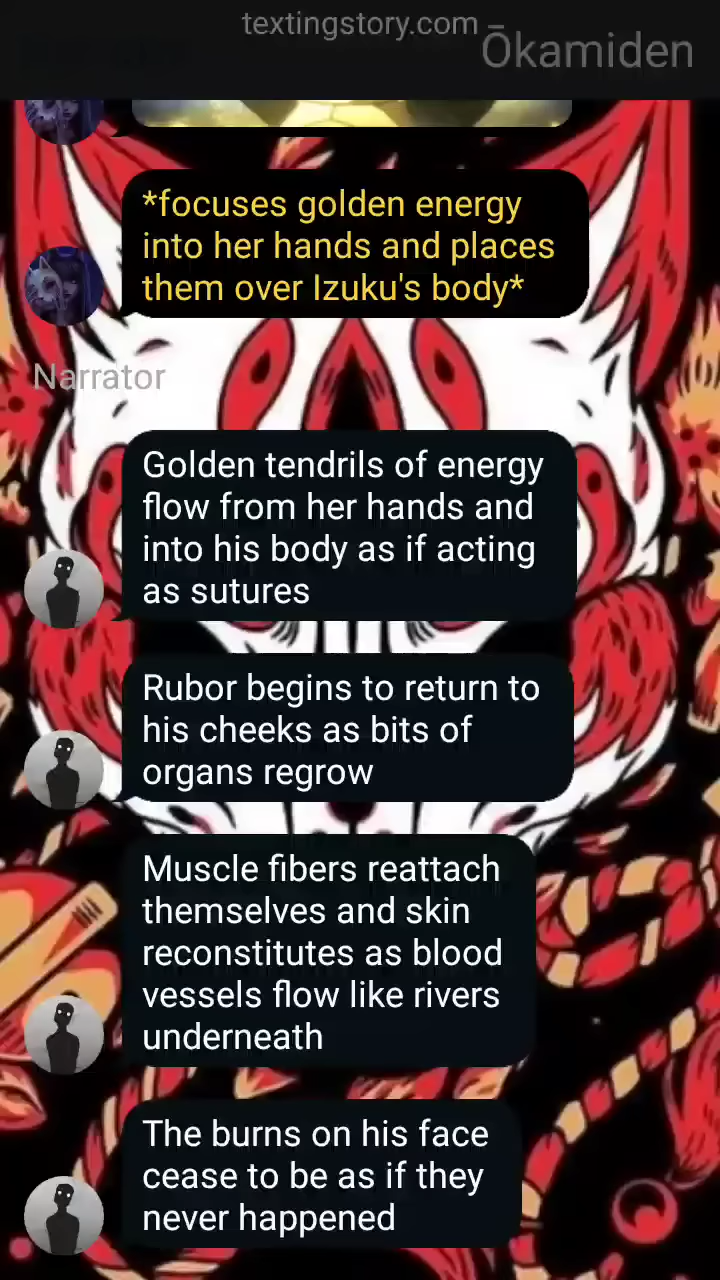 textingstory.com
Ōkamiden
*focuses golden energy
into her hands and places
them over Izuku's body*
Narrator
Golden tendrils of energy
flow from her hands and
into his body as if acting
as sutures
Rubor begins to return to
his cheeks as bits of
organs regrow
Muscle fibers reattach
themselves and skin
reconstitutes as blood
vessels flow like rivers
underneath
The burns on his face
cease to be as if they
never happened